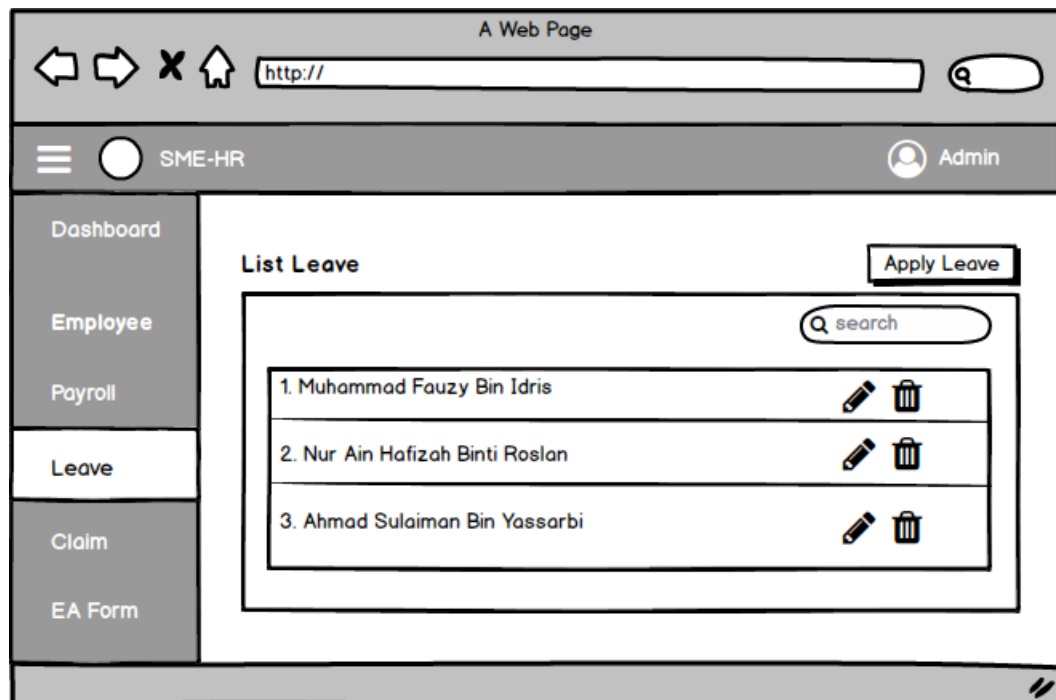 A Web Page
http://
SME-HR
Admin
Dashboard
Employee
Payroll
Leave
Claim
EA Form
List Leave
Apply Leave
search
1. Muhammad Fauzy Bin Idris
2. Nur Ain Hafizah Binti Roslan
3. Ahmad Sulaiman Bin Yassarbi